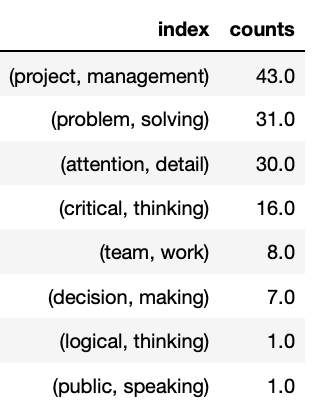 index counts
(project, management) 43.0
(problem, solving) 31.0
(attention, detail) 30.0
(critical, thinking) 16.0
(team, work) 8.0
(decision, making) 7.0
(logical, thinking) 1.0
(public, speaking) 1.0